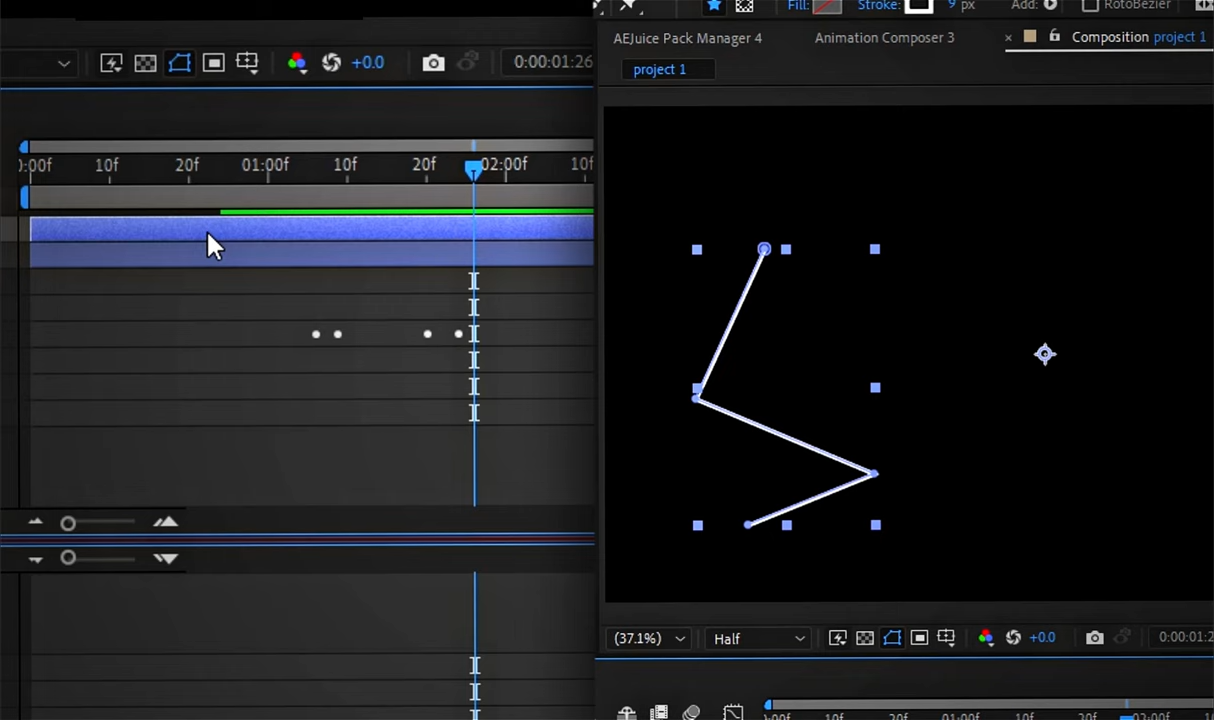 Fill: Stroke: 9 px Add: RotoBezier
AEJuice Pack Manager 4 Animation Composer 3 × Composition project 1
project 1
+0.0 0:00:01:26
:00f 10f 20f 01:00f 10f 20f 02:00f 10f
(37.1%) Half +0.0 0:00:01:2
:00f 10f 20f 01:00f 10f 20f 02:00f 10f